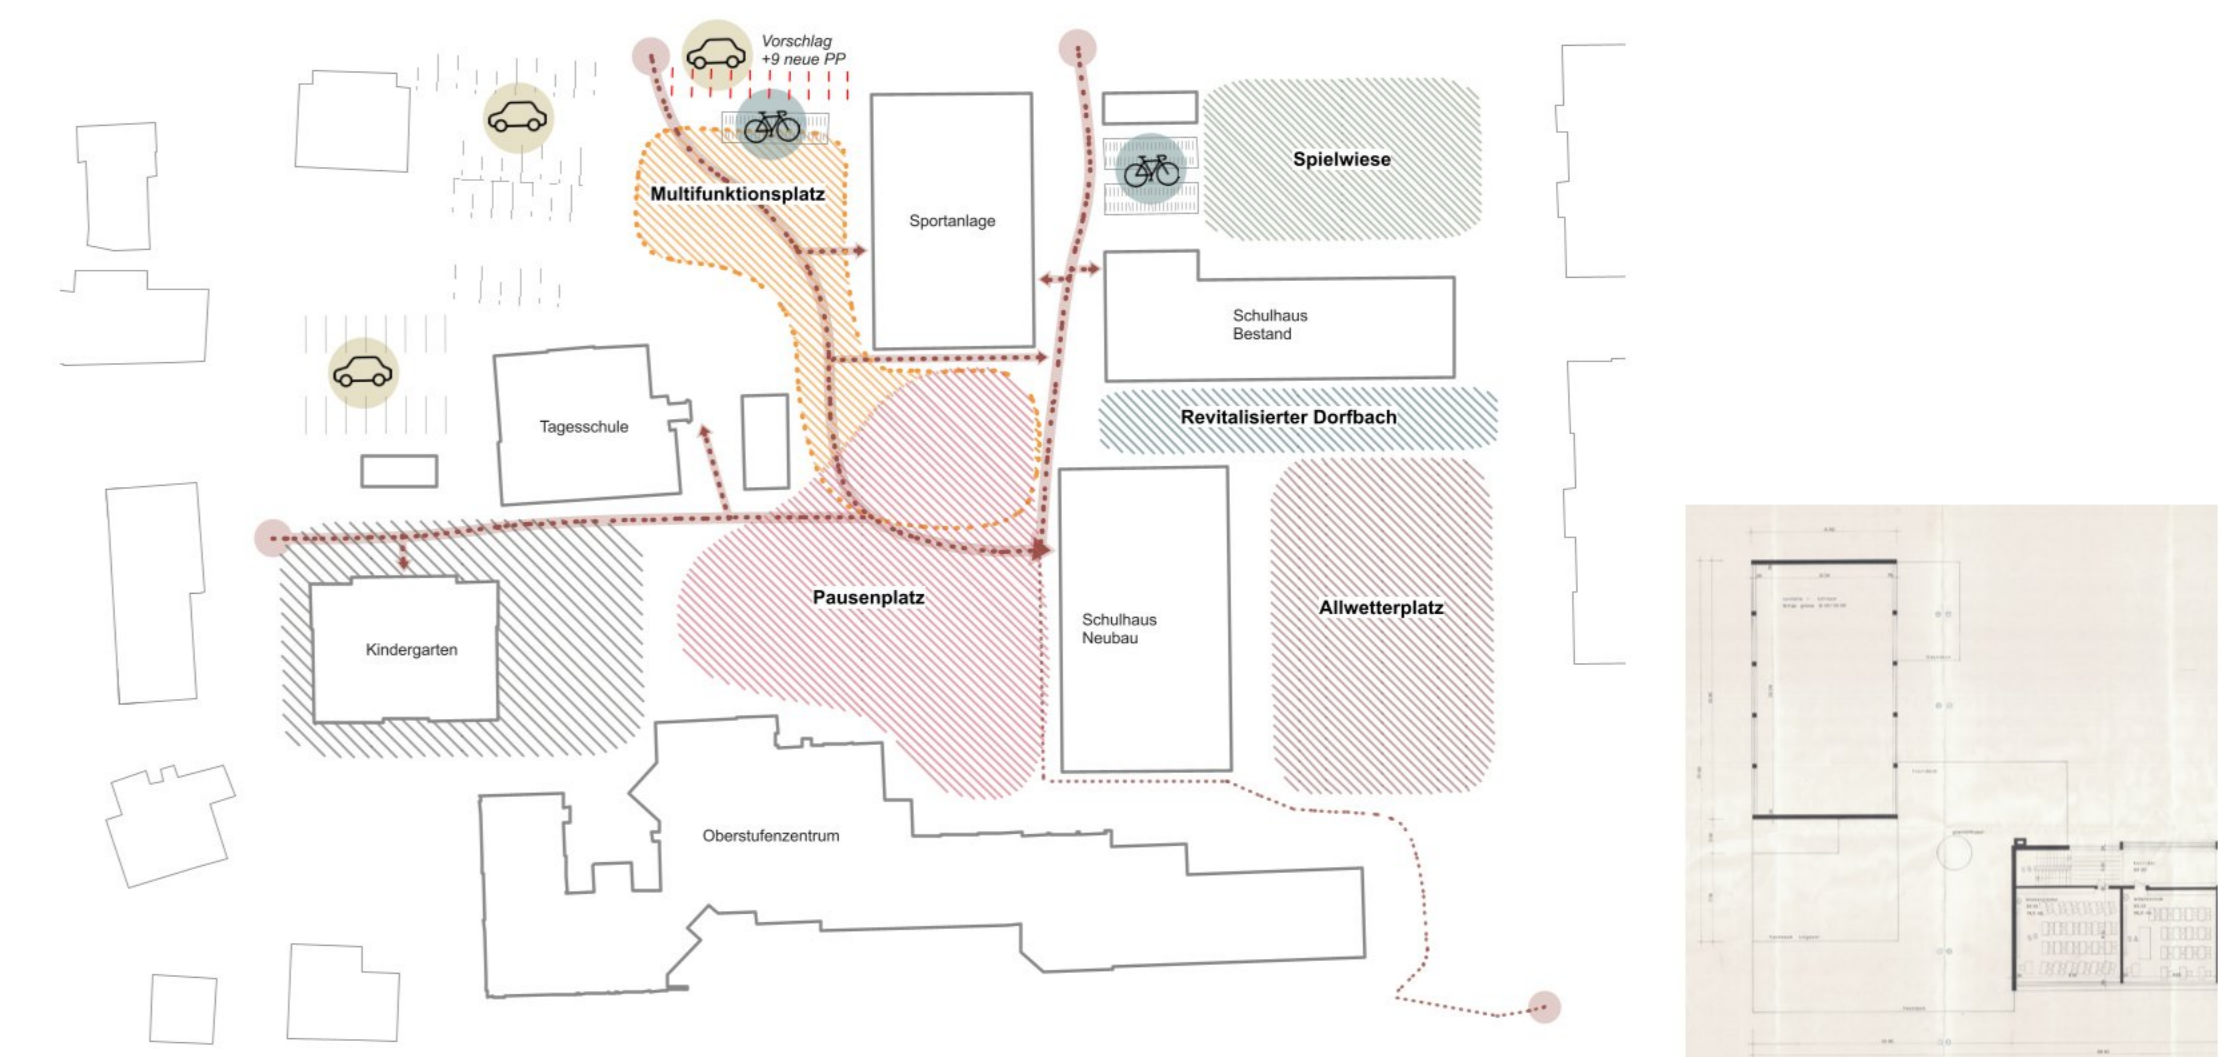 Vorschlag
+9 neue PP
Multifunktionsplatz
Spielwiese
Sportanlage
Schulhaus
Bestand
Revitalisierter Dorfbach
Tagesschule
Pausenplatz
Allwetterplatz
Schulhaus
Neubau
Kindergarten
Oberstufenzentrum